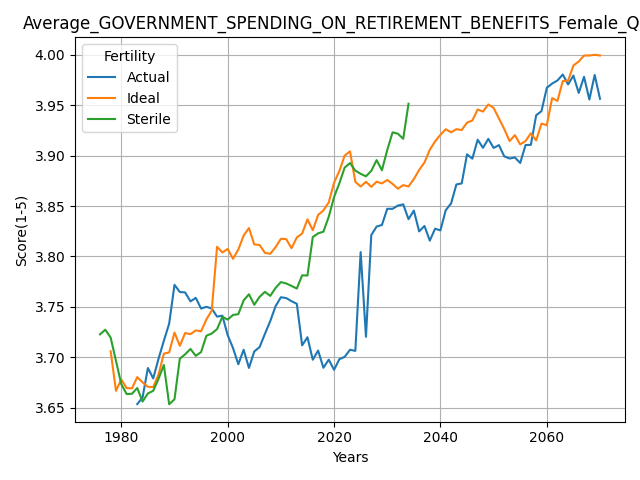 Average_GOVERNMENT_SPENDING_ON_RETIREMENT_BENEFITS_Female_Q
Fertility
Actual
Ideal
Sterile
4.00
3.95
3.90
3.85
3.80
3.75
3.70
3.65
Score(1-5)
1980 2000 2020 2040 2060
Years